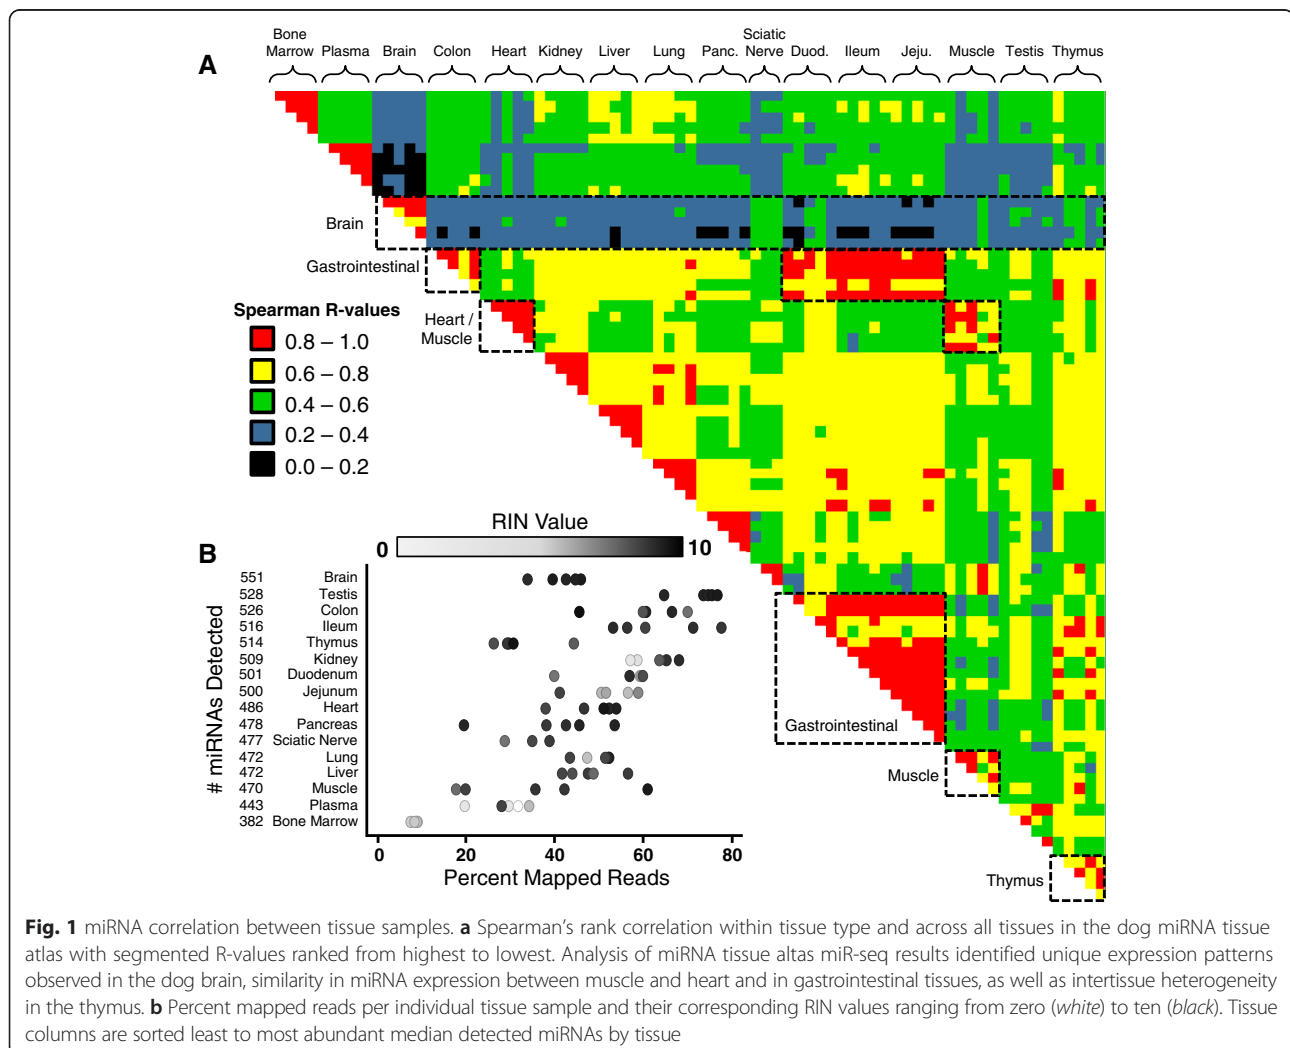 A
Bone
Marrow
Plasma
Brain
Colon
Heart
Kidney
Liver
Lung
Panc.
Sciatic
Nerve
Duod.
Ileum
Jeju.
Muscle
Testis
Thymus
Brain
Gastrointestinal
Heart /
Muscle
Spearman R-values
0.8 – 1.0
0.6 – 0.8
0.4 – 0.6
0.2 – 0.4
0.0 – 0.2
Gastrointestinal
Muscle
Thymus
B
RIN Value
0 10
# miRNAs Detected
551 Brain
528 Testis
526 Colon
516 Ileum
514 Thymus
509 Kidney
501 Duodenum
500 Jejunum
486 Heart
478 Pancreas
477 Sciatic Nerve
472 Lung
472 Liver
470 Muscle
443 Plasma
382 Bone Marrow
0 20 40 60 80
Percent Mapped Reads
Fig. 1 miRNA correlation between tissue samples. a Spearman's rank correlation within tissue type and across all tissues in the dog miRNA tissue
atlas with segmented R-values ranked from highest to lowest. Analysis of miRNA tissue altas miR-seq results identified unique expression patterns
observed in the dog brain, similarity in miRNA expression between muscle and heart and in gastrointestinal tissues, as well as intertissue heterogeneity
in the thymus. b Percent mapped reads per individual tissue sample and their corresponding RIN values ranging from zero (white) to ten (black). Tissue
columns are sorted least to most abundant median detected miRNAs by tissue